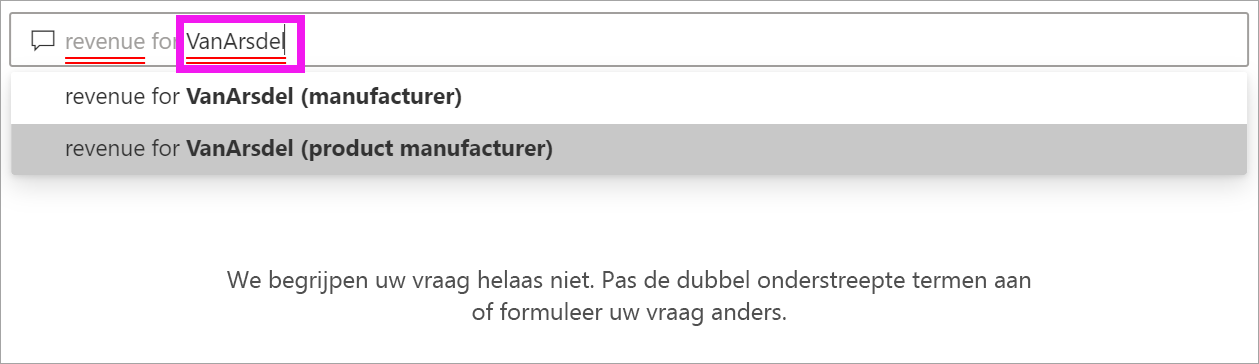 revenue for VanArsdel
revenue for VanArsdel (manufacturer)
revenue for VanArsdel (product manufacturer)
We begrijpen uw vraag helaas niet. Pas de dubbel onderstreepte termen aan
of formuleer uw vraag anders.